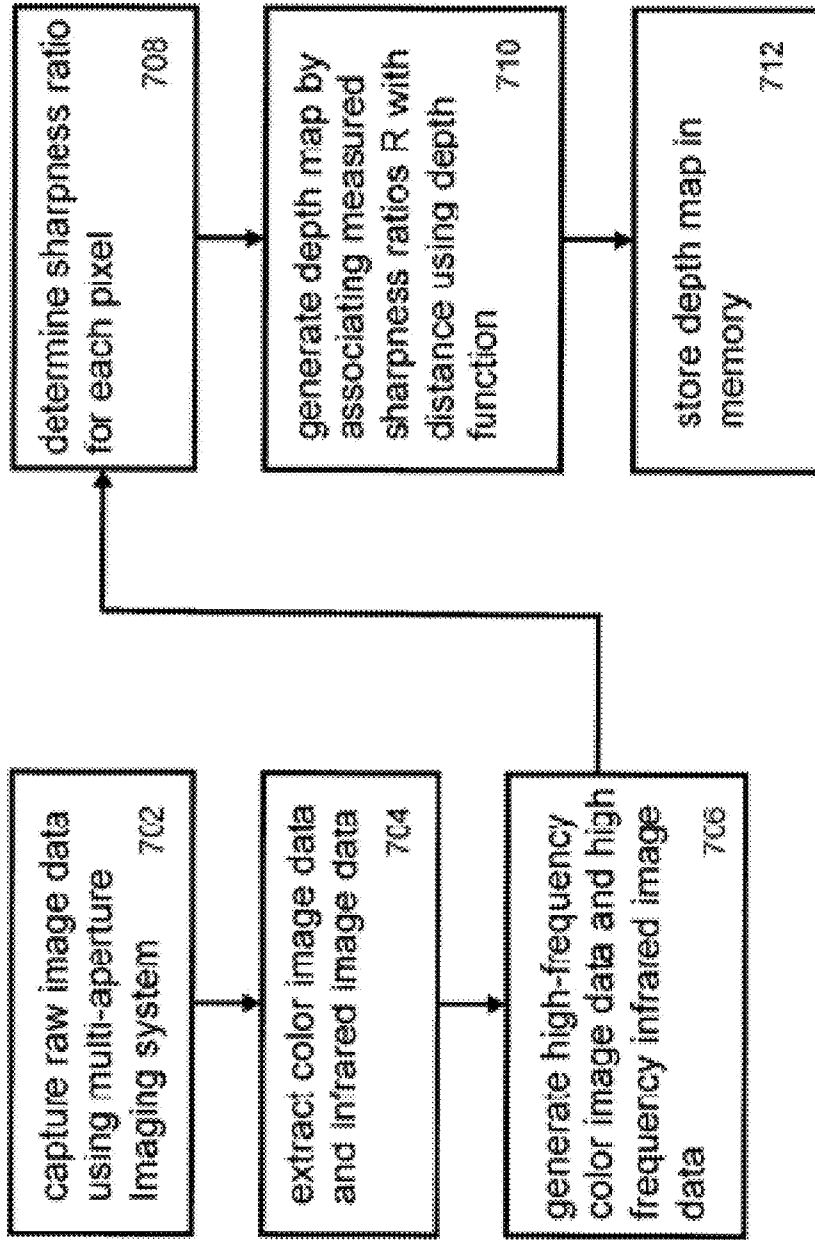 capture raw image data
using multi-aperture
Imaging system
702
extract color image data
and infrared image data
704
generate high-frequency
color image data and high
frequency infrared image
data
706
determine sharpness ratio
for each pixel
708
generate depth map by
associating measured
sharpness ratios R with
distance using depth
function
710
store depth map in
memory
712